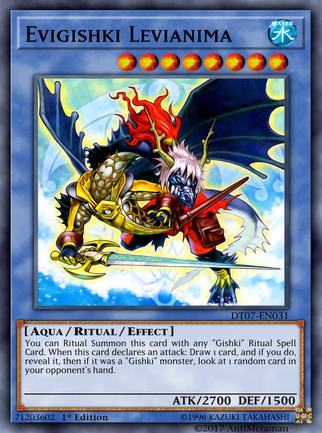 Evigishki Levianima
WATER
水
DT07-EN031
[Aqua / Ritual / Effect]
You can Ritual Summon this card with any "Gishki" Ritual Spell
Card. When this card declares an attack: Draw 1 card, and if you do,
reveal it, then if it was a "Gishki" monster, look at 1 random card in
your opponent's hand.
ATK/2700 DEF/1500
71203602 1st Edition ©1996 KAZUKI TAKAHASHI
©2017 AntiMetaman